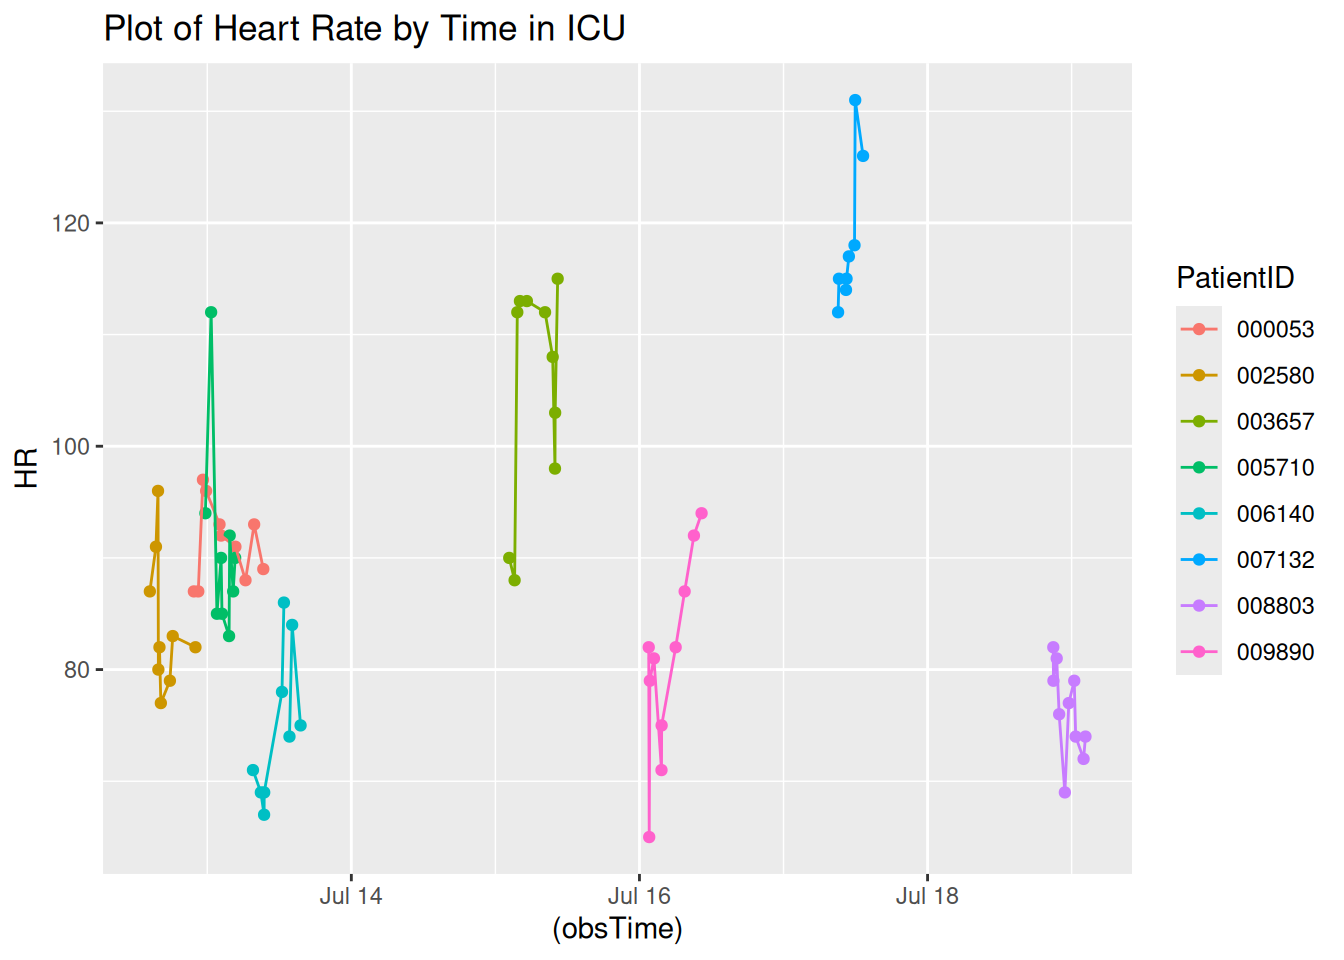 Plot of Heart Rate by Time in ICU
HR
120
100
80
Jul 14
Jul 16
Jul 18
(obsTime)
PatientID
000053
002580
003657
005710
006140
007132
008803
009890